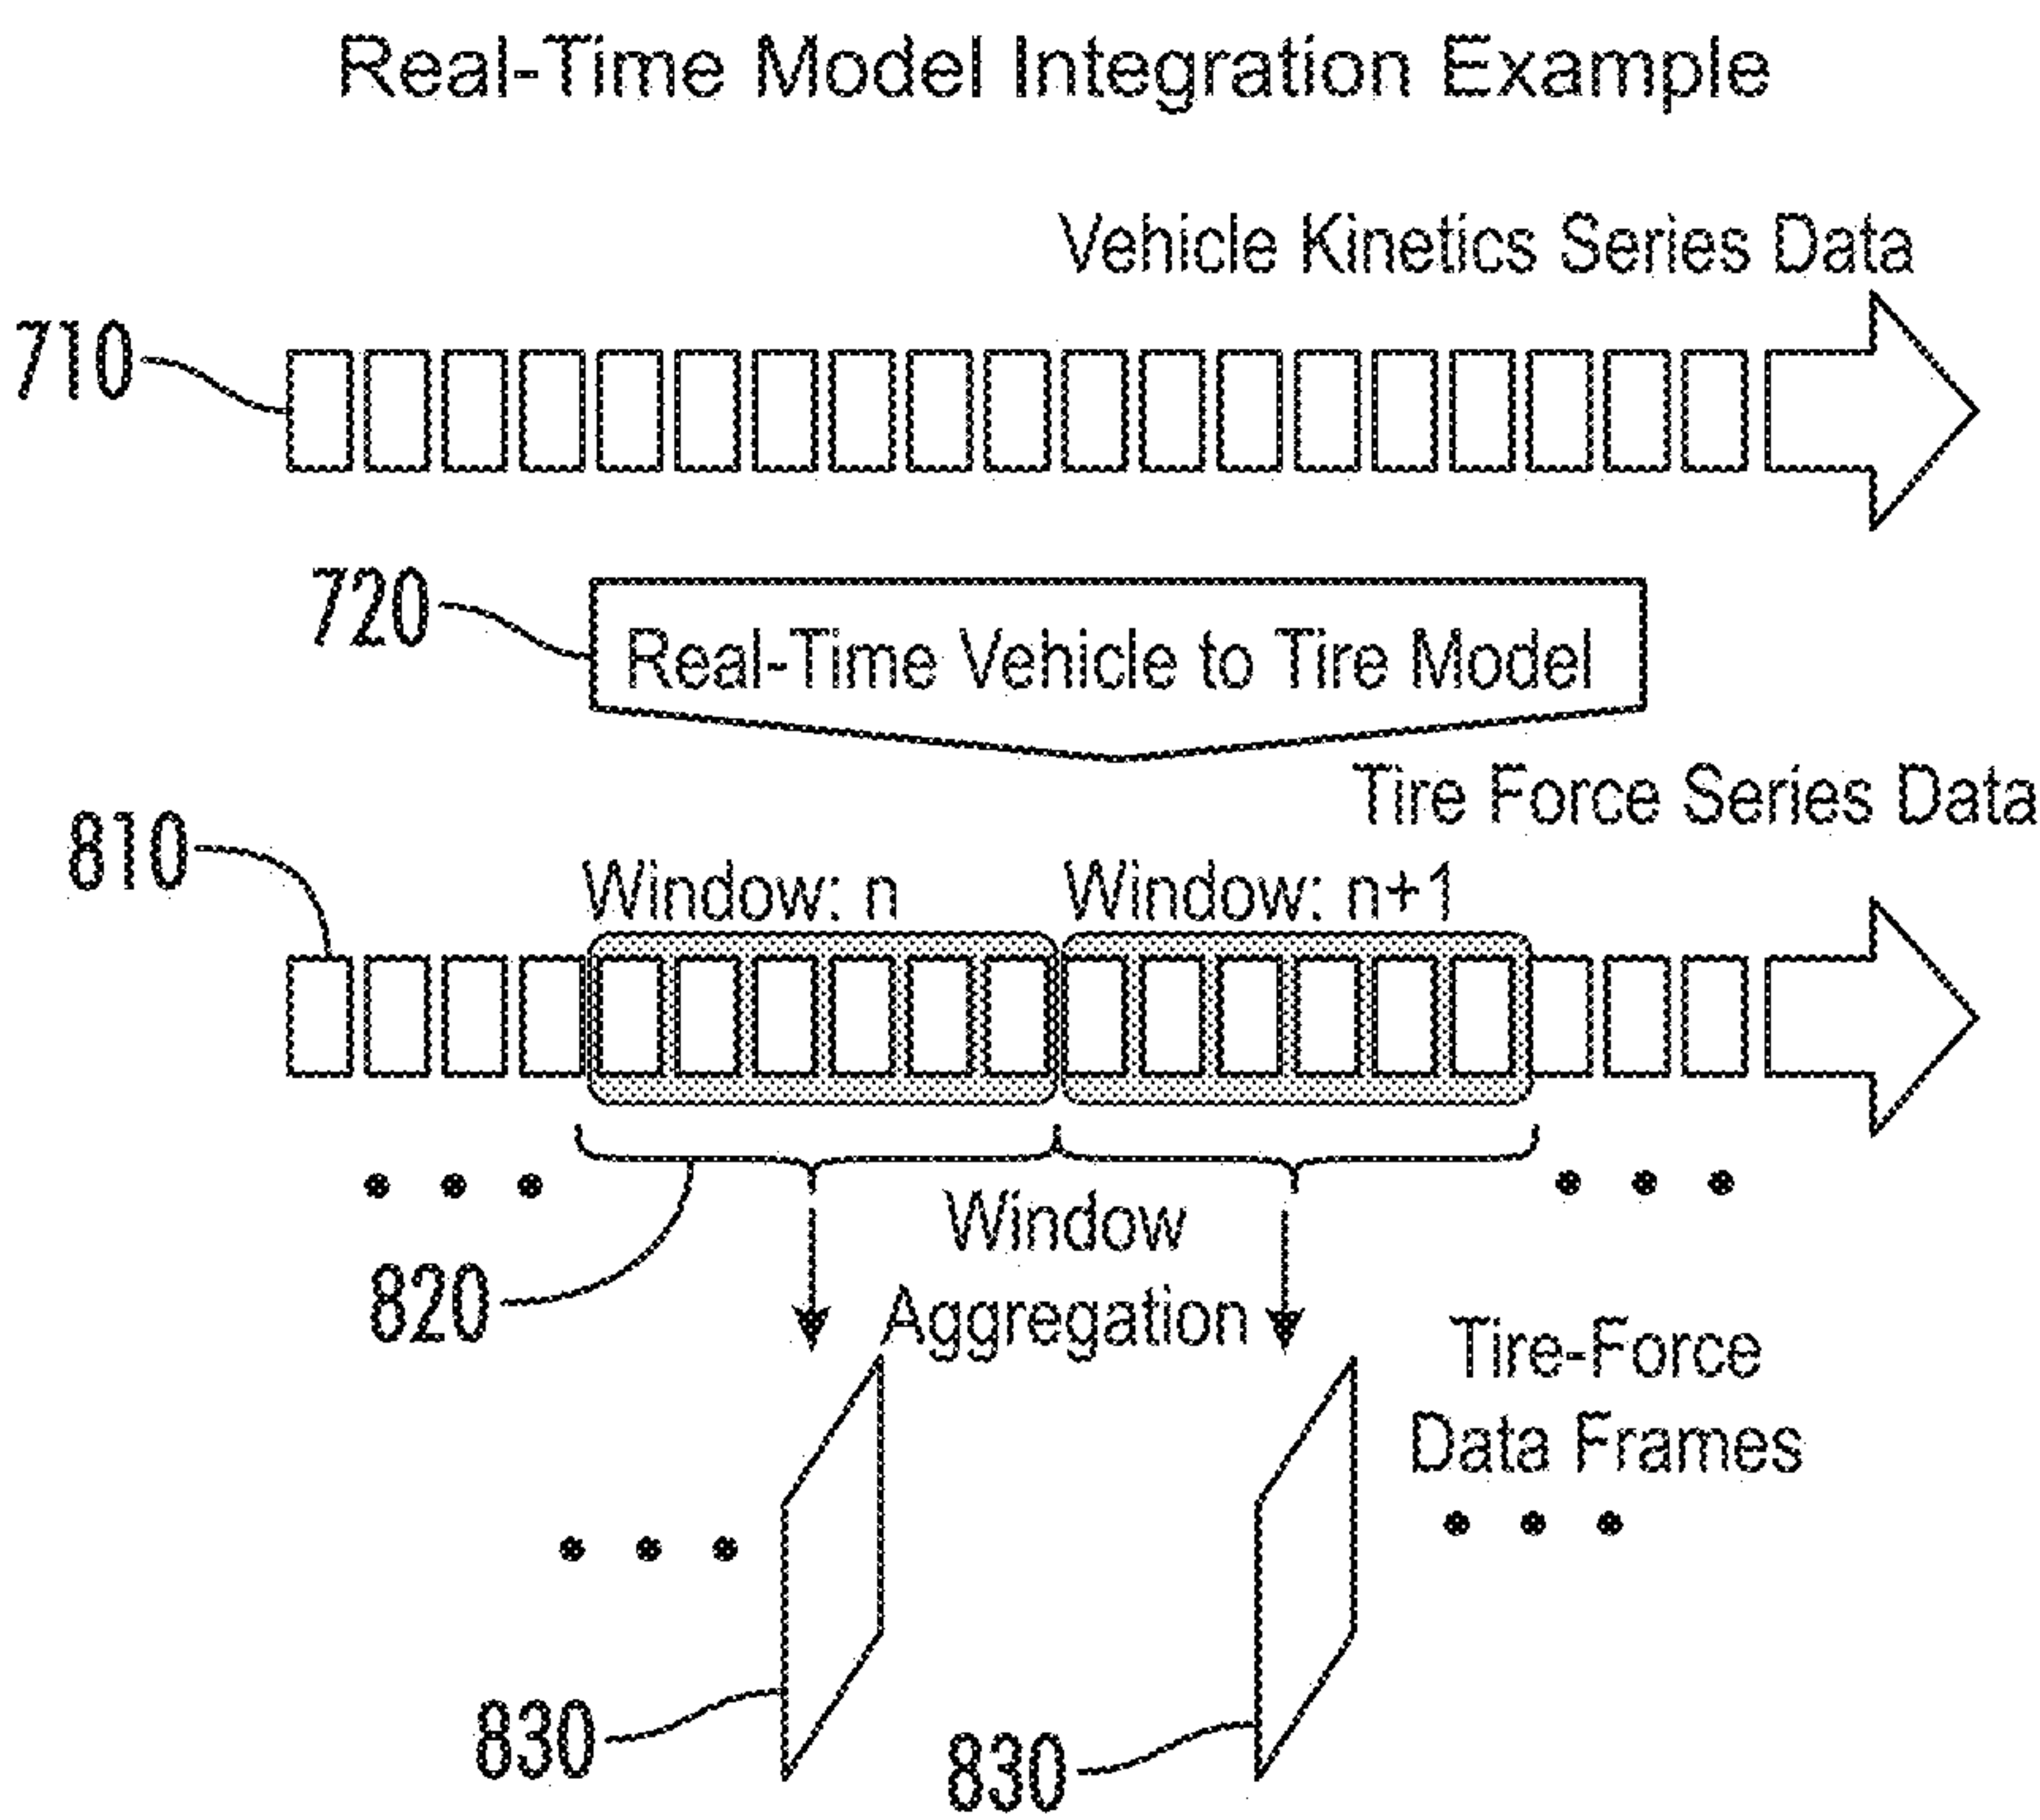 Real-Time Model Integration Example
Vehicle Kinetics Series Data
710
720
Real-Time Vehicle to Tire Model
Tire Force Series Data
810
Window: n
Window: n+1
Window
Aggregation
820
Tire-Force
Data Frames
830
830